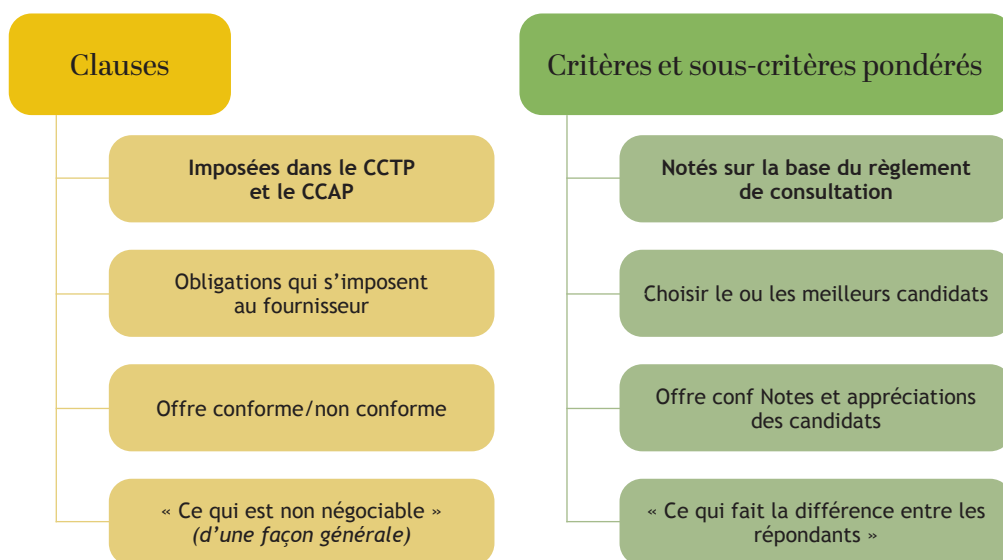 Clauses
Imposées dans le CCTP
et le CCAP
Obligations qui s’imposent
au fournisseur
Offre conforme/non conforme
« Ce qui est non négociable »
(d’une façon générale)
Critères et sous-critères pondérés
Notés sur la base du règlement
de consultation
Choisir le ou les meilleurs candidats
Offre conf Notes et appréciations
des candidats
« Ce qui fait la différence entre les
répondants »